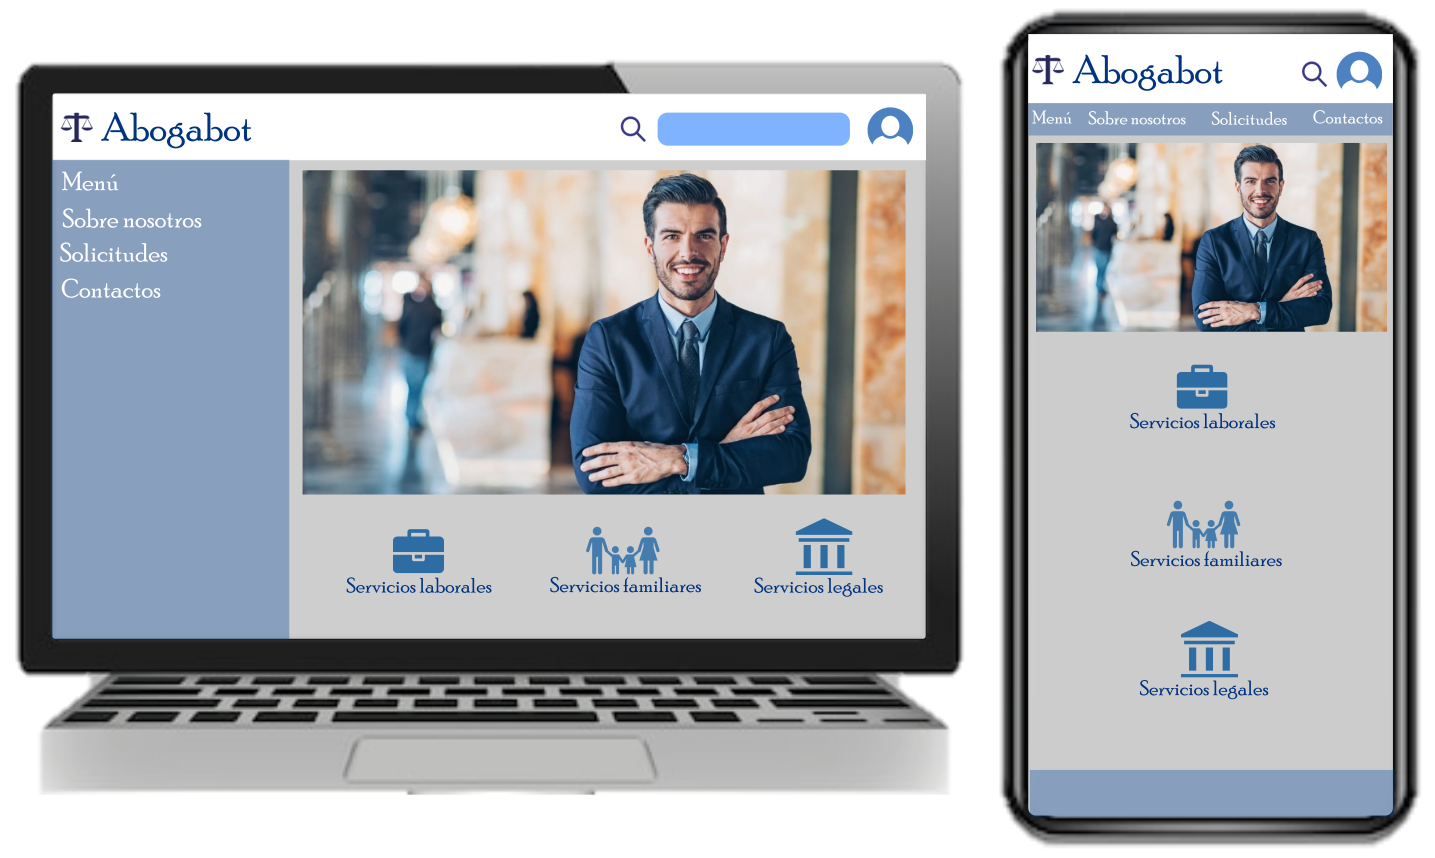 Abogabot
Menú
Sobre nosotros
Solicitudes
Contactos
Servicios laborales
Servicios familiares
Servicios legales
Abogabot
Menú Sobre nosotros Solicitudes Contactos
Servicios laborales
Servicios familiares
Servicios legales